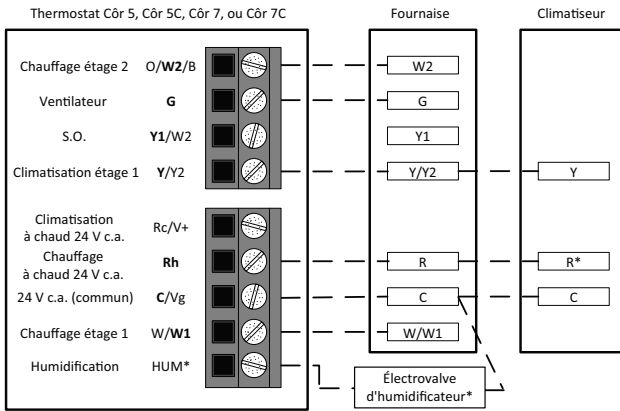 Thermostat Côr 5, Côr 5C, Côr 7, ou Côr 7C
Fournaise
Climatiseur
Chauffage étage 2 O/W2/B W2
Ventilateur G G
S.O. Y1/W2 Y1
Climatisation étage 1 Y/Y2 Y/Y2 Y
Climatisation
à chaud 24 V c.a.
Rc/V+
Chauffage
à chaud 24 V c.a.
Rh R R*
24 V c.a. (commun) C/Vg C C
Chauffage étage 1 W/W1 W/W1
Humidification HUM*
Électrovalve
d'humidificateur*